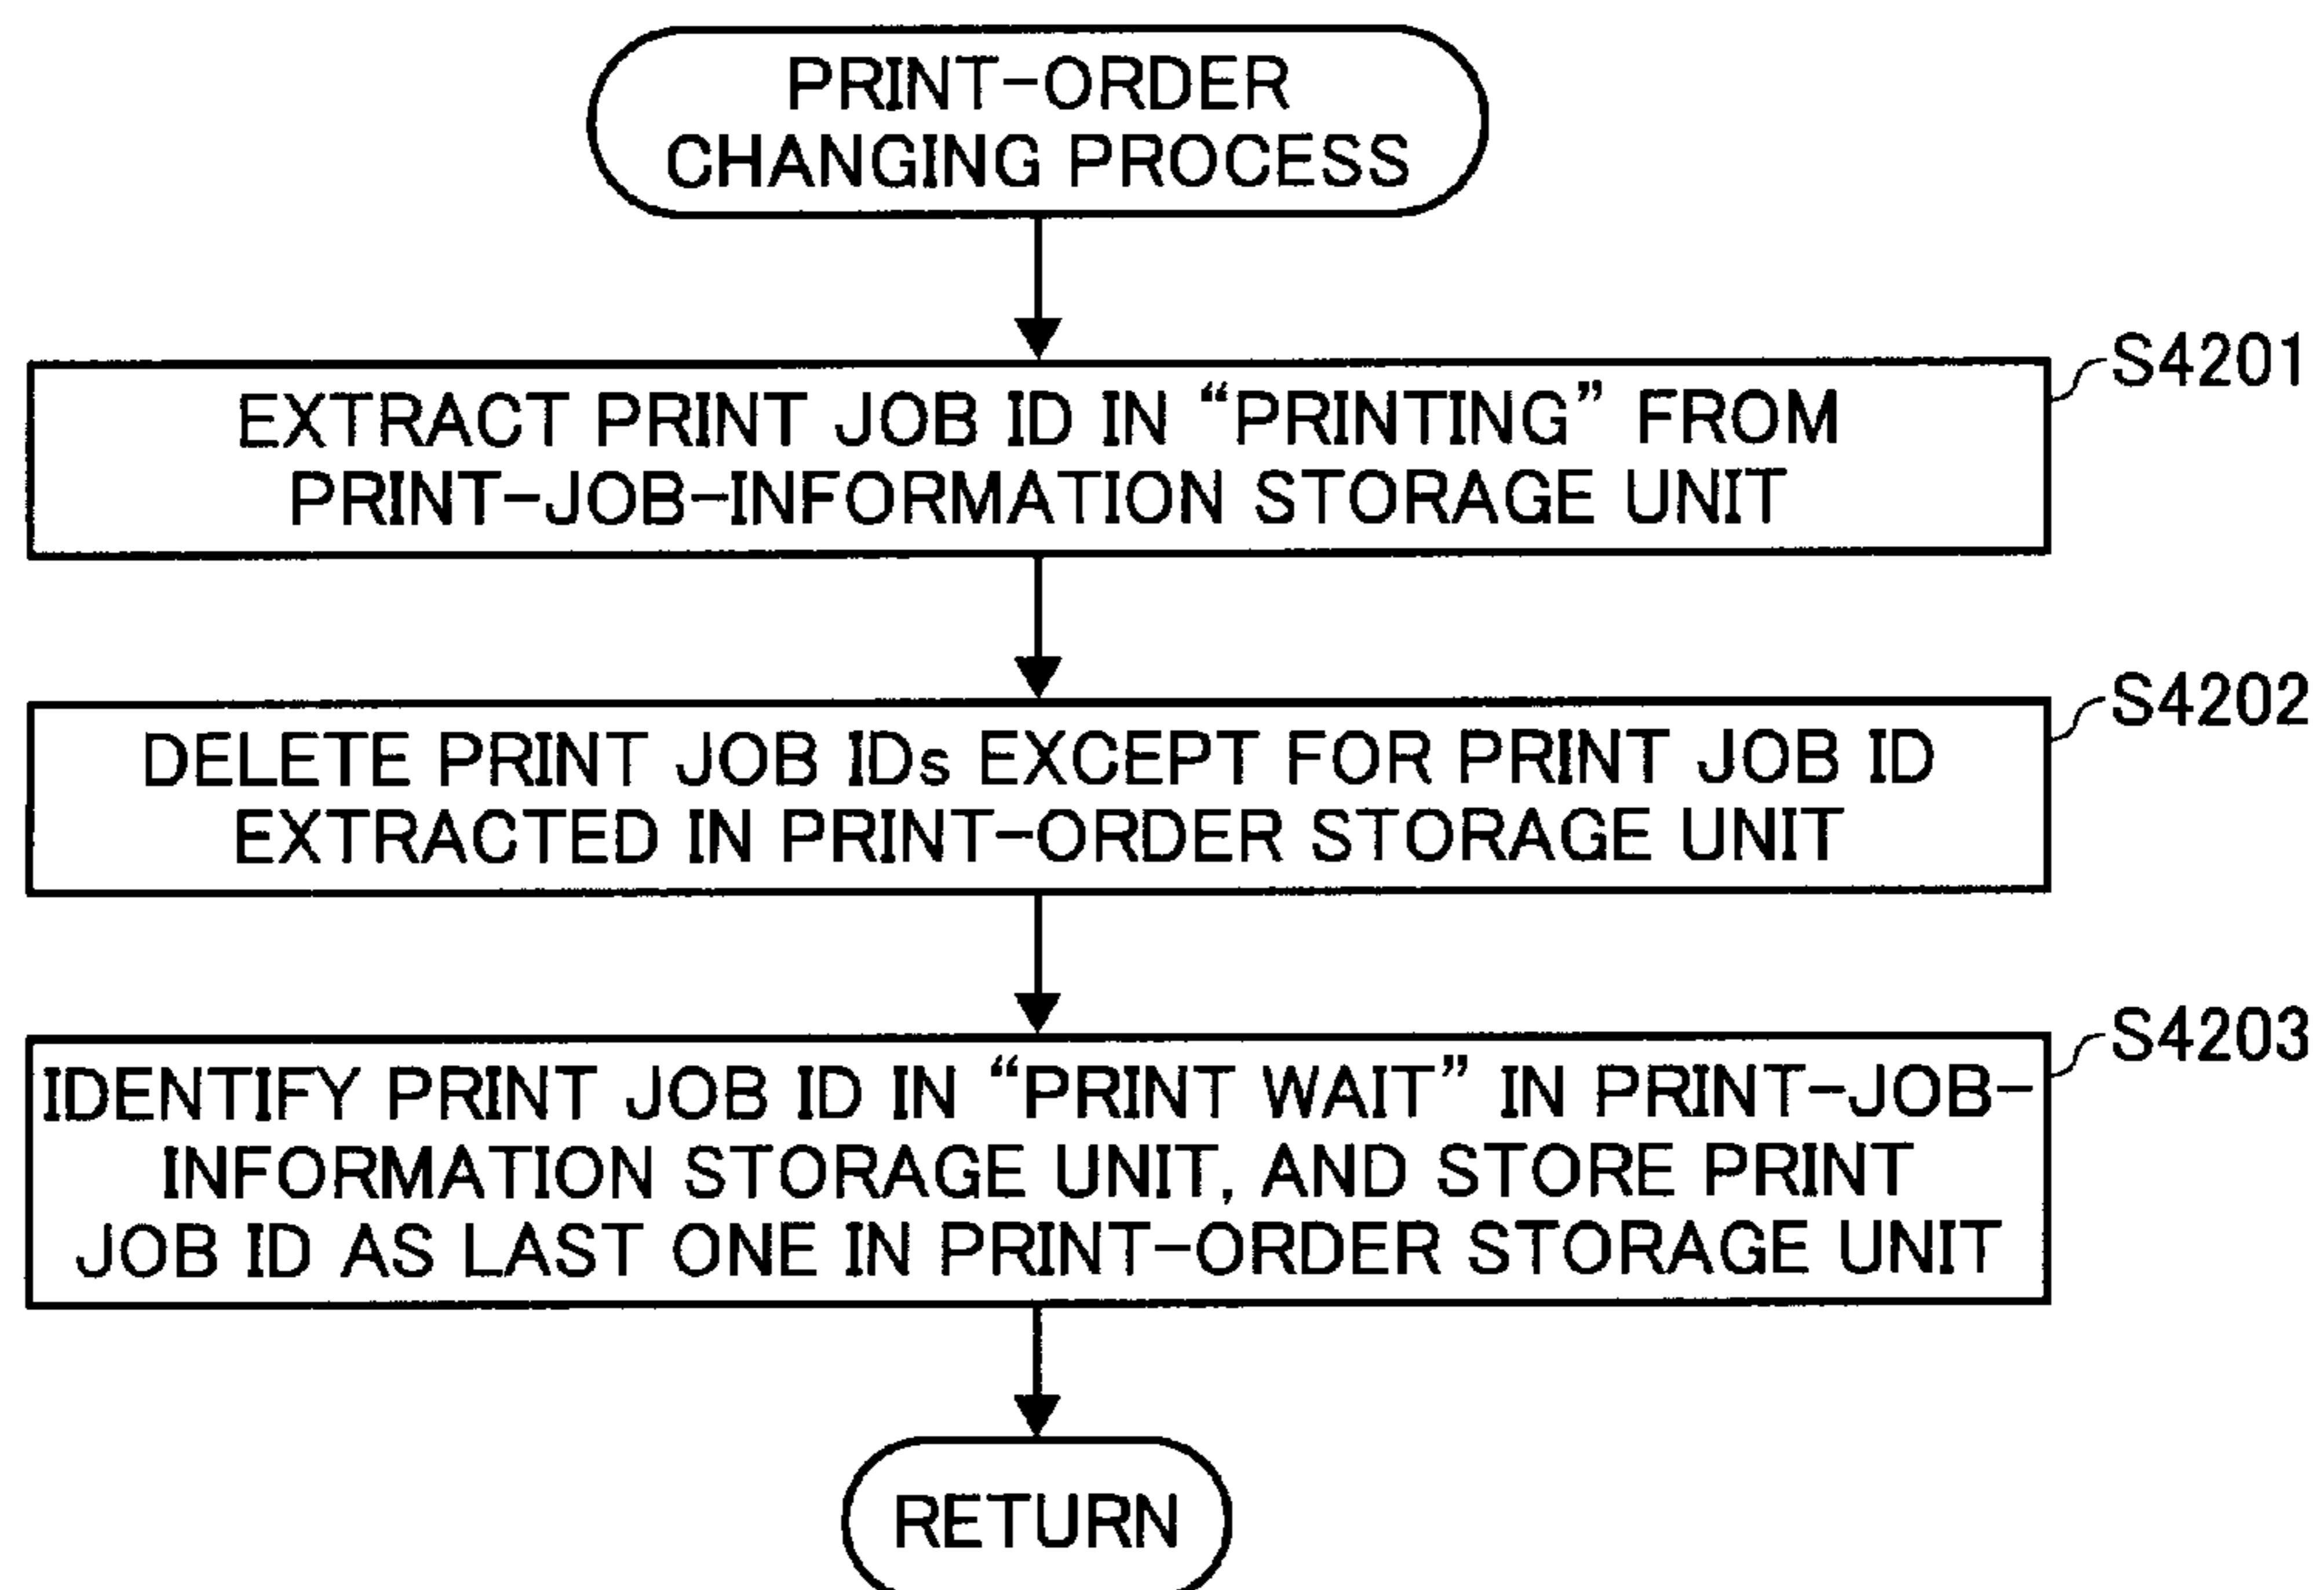 PRINT-ORDER
CHANGING PROCESS
S4201
EXTRACT PRINT JOB ID IN “PRINTING” FROM
PRINT-JOB-INFORMATION STORAGE UNIT
S4202
DELETE PRINT JOB IDs EXCEPT FOR PRINT JOB ID
EXTRACTED IN PRINT-ORDER STORAGE UNIT
S4203
IDENTIFY PRINT JOB ID IN “PRINT WAIT” IN PRINT-JOB-
INFORMATION STORAGE UNIT, AND STORE PRINT
JOB ID AS LAST ONE IN PRINT-ORDER STORAGE UNIT
RETURN